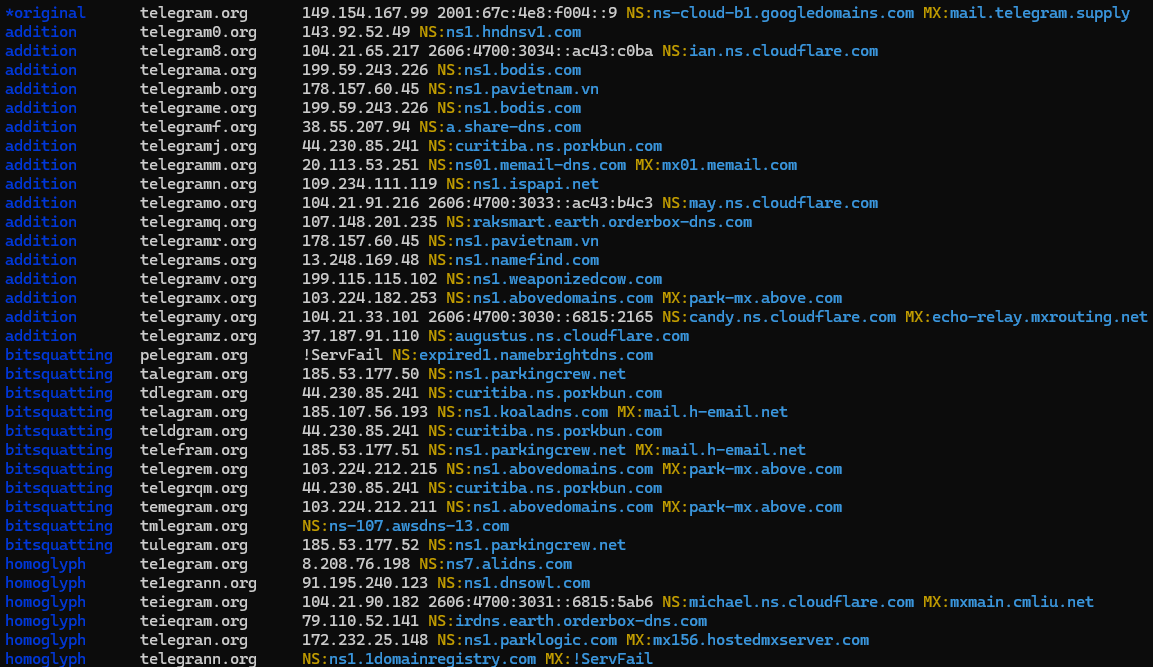 *original telegram.org 149.154.167.99 2001:67c:4e8:f004::9 NS:ns-cloud-b1.googledomains.com MX:mail.telegram.supply
addition telegram0.org 143.92.52.49 NS:ns1.hndnsv1.com
addition telegram8.org 104.21.65.217 2606:4700:3034::ac43:c0ba NS:ian.ns.cloudflare.com
addition telegrama.org 199.59.243.226 NS:ns1.bodis.com
addition telegramb.org 178.157.60.45 NS:ns1.pavietnam.vn
addition telegrame.org 199.59.243.226 NS:ns1.bodis.com
addition telegramf.org 38.55.207.94 NS:a.share-dns.com
addition telegramj.org 44.230.85.241 NS:curitiba.ns.porkbun.com
addition telegramm.org 20.113.53.251 NS:ns01.memail-dns.com MX:mx01.memail.com
addition telegramn.org 109.234.111.119 NS:ns1.ispapi.net
addition telegramo.org 104.21.91.216 2606:4700:3033::ac43:b4c3 NS:may.ns.cloudflare.com
addition telegramq.org 107.148.201.235 NS:raksmart.earth.orderbox-dns.com
addition telegramr.org 178.157.60.45 NS:ns1.pavietnam.vn
addition telegrams.org 13.248.169.48 NS:ns1.namefind.com
addition telegramv.org 199.115.115.102 NS:ns1.weaponizedcow.com
addition telegramx.org 103.224.182.253 NS:ns1.abovedomains.com MX:park-mx.above.com
addition telegramy.org 104.21.33.101 2606:4700:3030::6815:2165 NS:candy.ns.cloudflare.com MX:echo-relay.mxrouting.net
addition telegramz.org 37.187.91.110 NS:augustus.ns.cloudflare.com
bitsquatting pelegram.org !ServFail NS:expired1.namebrightdns.com
bitsquatting talegram.org 185.53.177.50 NS:ns1.parkingcrew.net
bitsquatting tdlegram.org 44.230.85.241 NS:curitiba.ns.porkbun.com
bitsquatting telagram.org 185.107.56.193 NS:ns1.koaladns.com MX:mail.h-email.net
bitsquatting teldgram.org 44.230.85.241 NS:curitiba.ns.porkbun.com
bitsquatting telefram.org 185.53.177.51 NS:ns1.parkingcrew.net MX:mail.h-email.net
bitsquatting telegrem.org 103.224.212.215 NS:ns1.abovedomains.com MX:park-mx.above.com
bitsquatting telegrqm.org 44.230.85.241 NS:curitiba.ns.porkbun.com
bitsquatting temegram.org 103.224.212.211 NS:ns1.abovedomains.com MX:park-mx.above.com
bitsquatting tmlegram.org NS:ns-107.awsdns-13.com
bitsquatting tulegram.org 185.53.177.52 NS:ns1.parkingcrew.net
homoglyph te1egram.org 8.208.76.198 NS:ns7.alidns.com
homoglyph te1egrann.org 91.195.240.123 NS:ns1.dnsowl.com
homoglyph teiegram.org 104.21.90.182 2606:4700:3031::6815:5ab6 NS:michael.ns.cloudflare.com MX:mxmain.cmliu.net
homoglyph teieqram.org 79.110.52.141 NS:irdns.earth.orderbox-dns.com
homoglyph telegran.org 172.232.25.148 NS:ns1.parklogic.com MX:mx156.hostedmxserver.com
homoglyph telegrann.org NS:ns1.1domainregistry.com MX:!ServFail